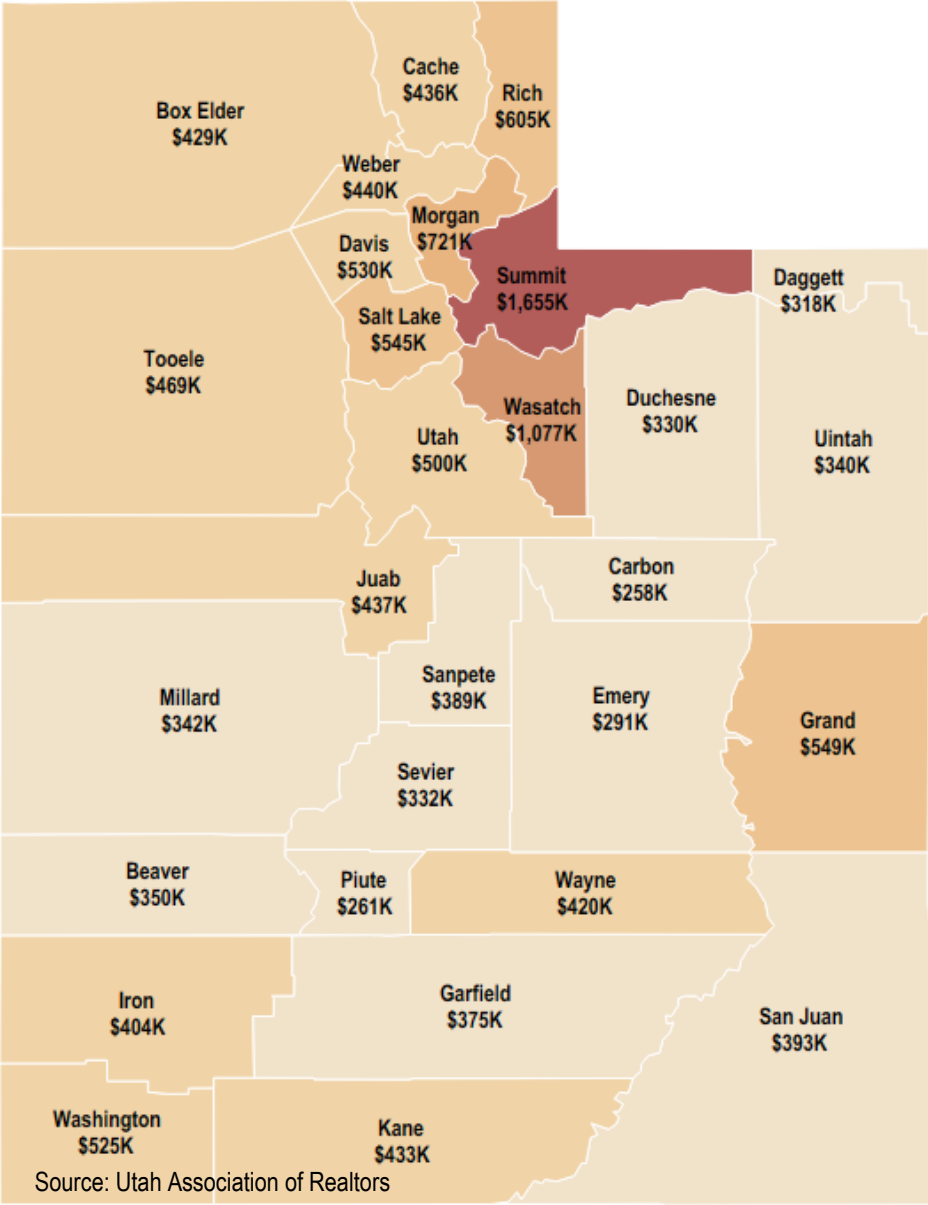 Cache
$436K
Rich
$605K
Box Elder
$429K
Weber
$440K
Morgan
$721K
Davis
$530K
Summit
$1,655K
Daggett
$318K
Salt Lake
$545K
Tooele
$469K
Wasatch
$1,077K
Duchesne
$330K
Utah
$500K
Uintah
$340K
Juab
$437K
Carbon
$258K
Sanpete
$389K
Millard
$342K
Emery
$291K
Grand
$549K
Sevier
$332K
Beaver
$350K
Piute
$261K
Wayne
$420K
Iron
$404K
Garfield
$375K
San Juan
$393K
Washington
$525K
Kane
$433K
Source: Utah Association of Realtors